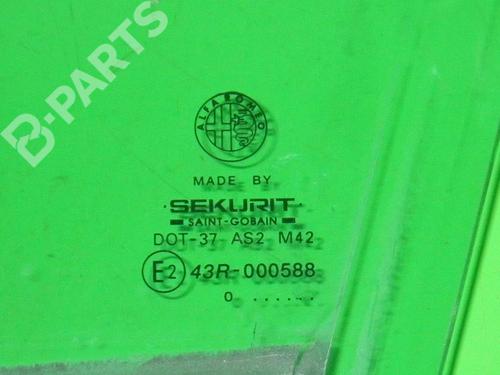 B-PARTS
ALFA ROMEO
MADE BY
SEKURIT
SAINT-GOBAIN
DOT-37 AS2 M42
E2 43R-000588
0 ......